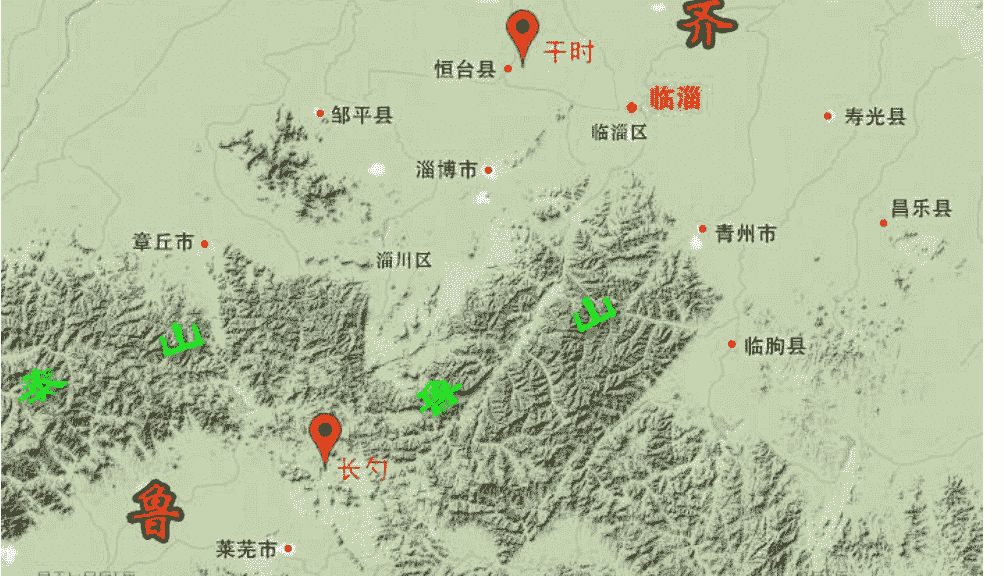 齐
干时
恒台县
临淄
邹平县
寿光县
临淄区
淄博市
昌乐县
章丘市
青州市
淄川区
山
山
临朐县
泰
泰
长勺
鲁
莱芜市